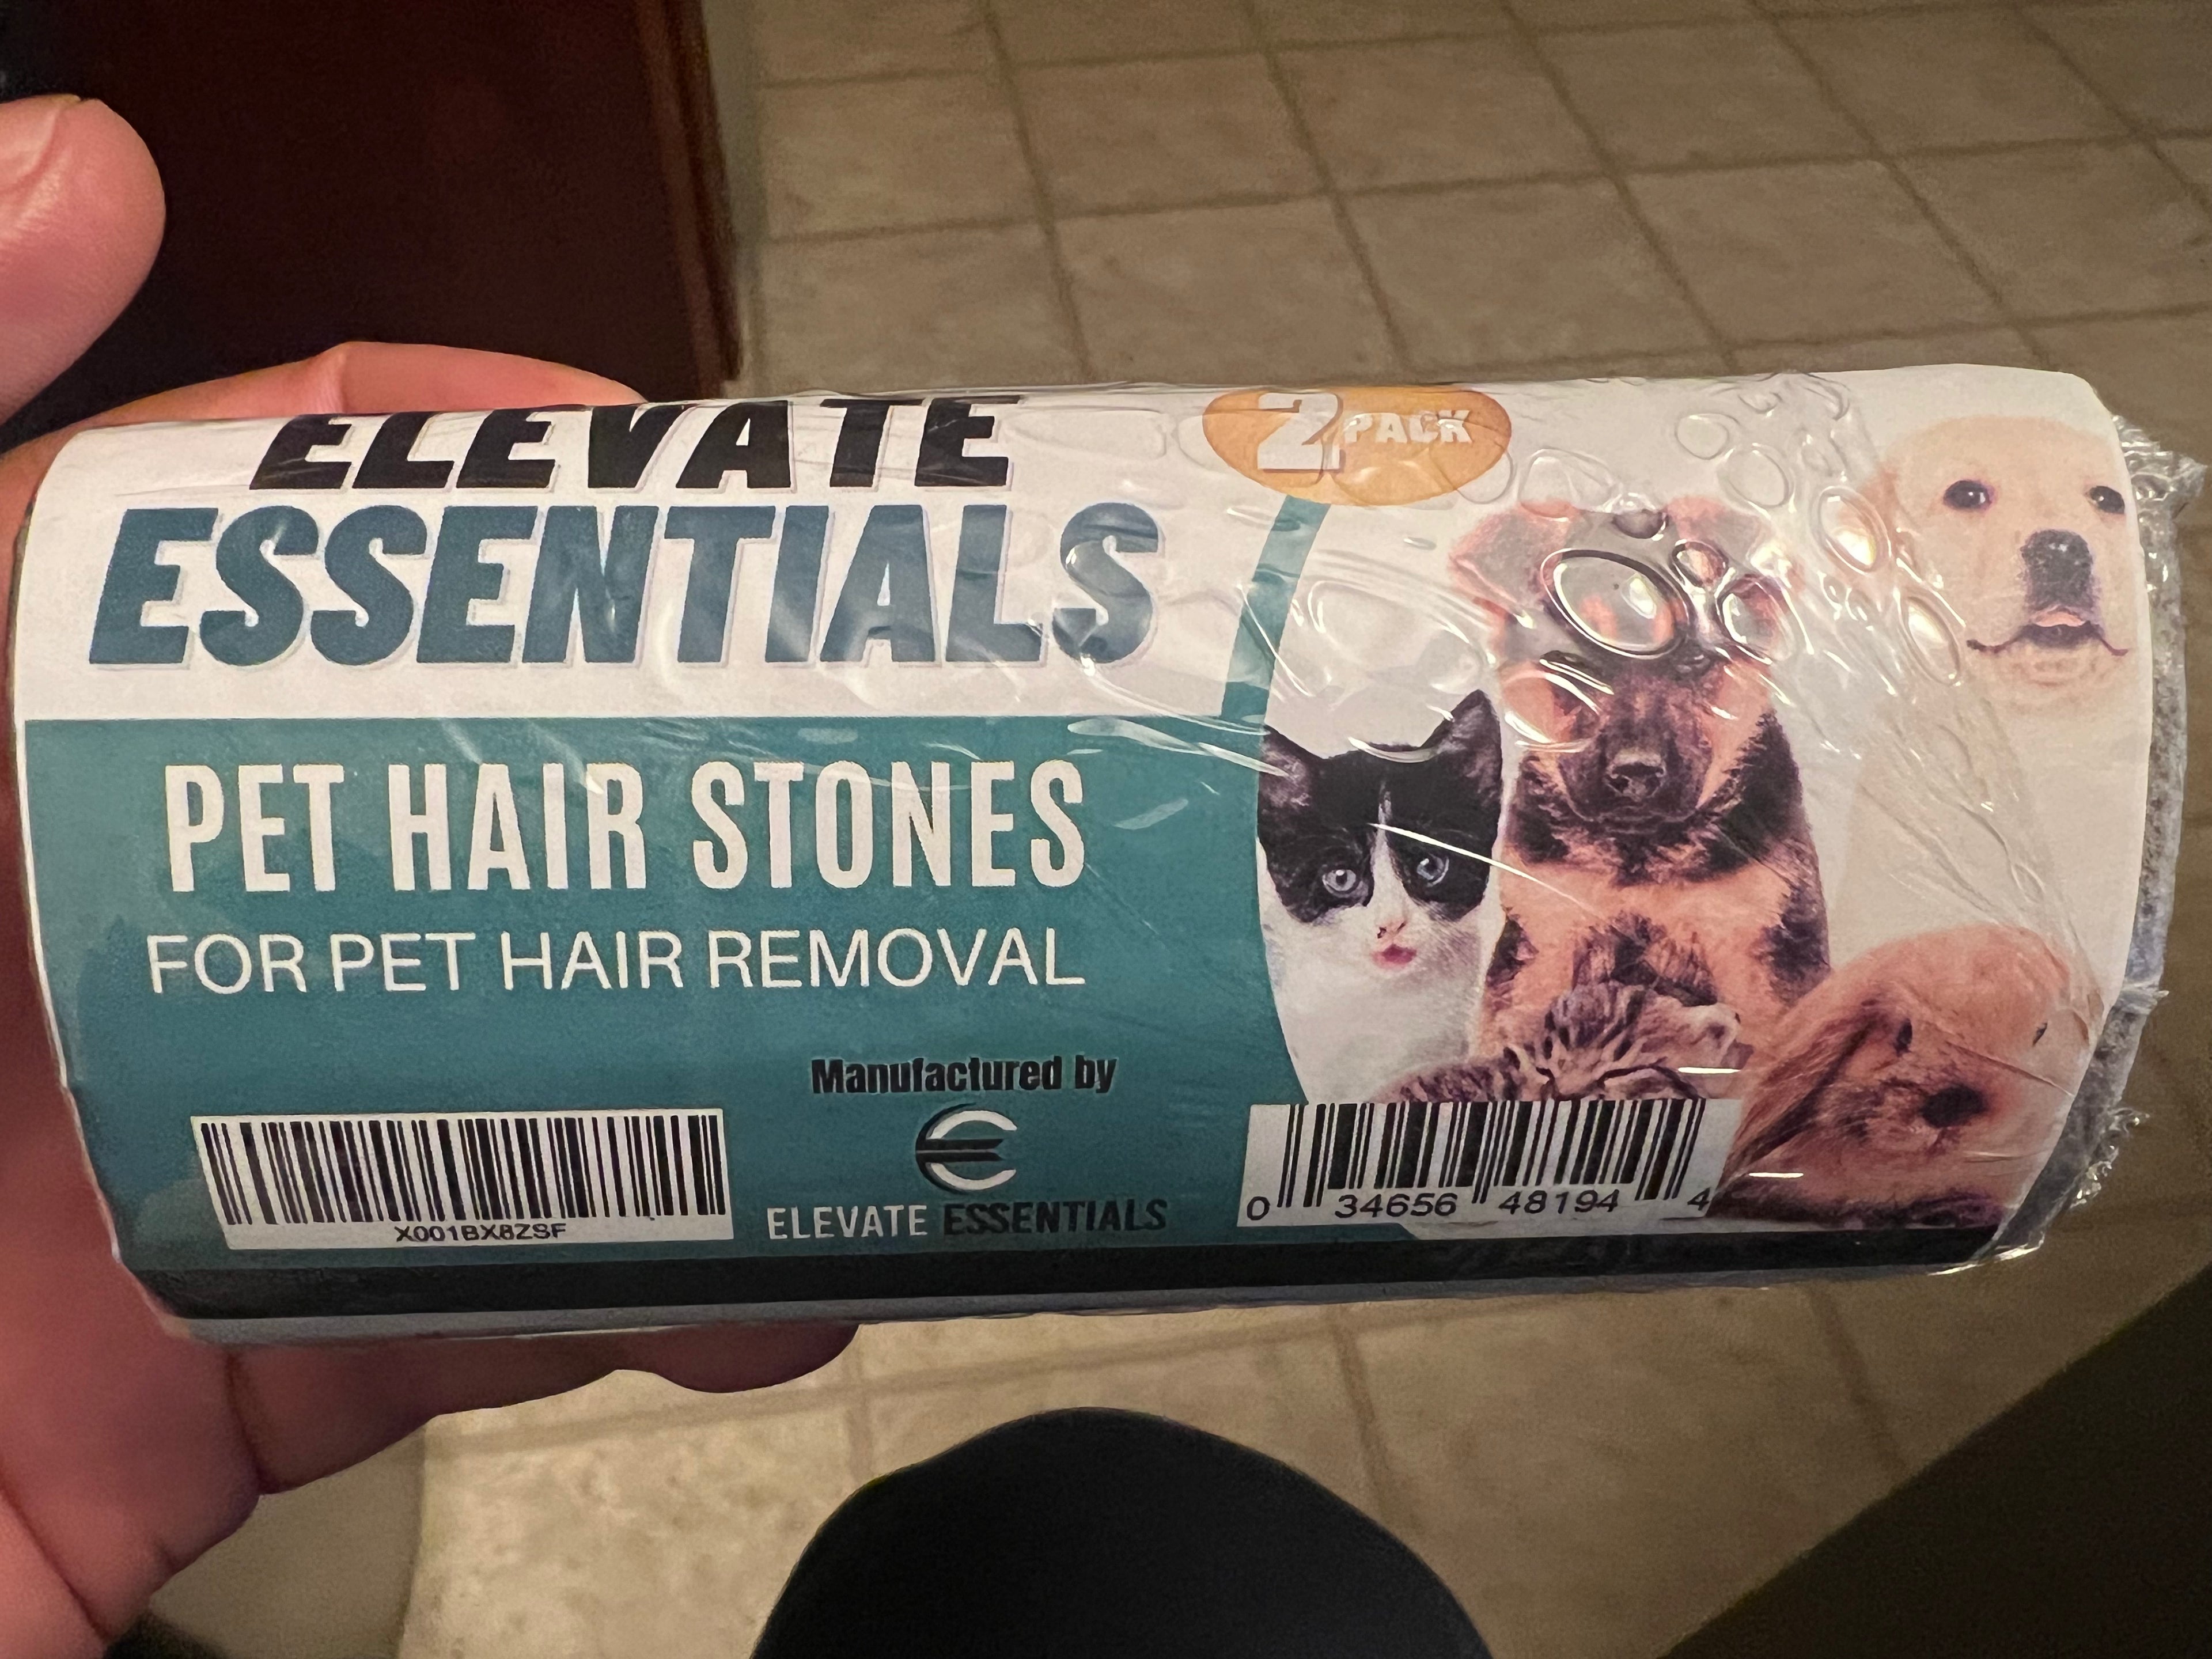 ELEVATE
ESSENTIALS
2 PACK
PET HAIR STONES
FOR PET HAIR REMOVAL
Manufactured by
ELEVATE ESSENTIALS
X001BX8ZSF
0 34656 48194 4